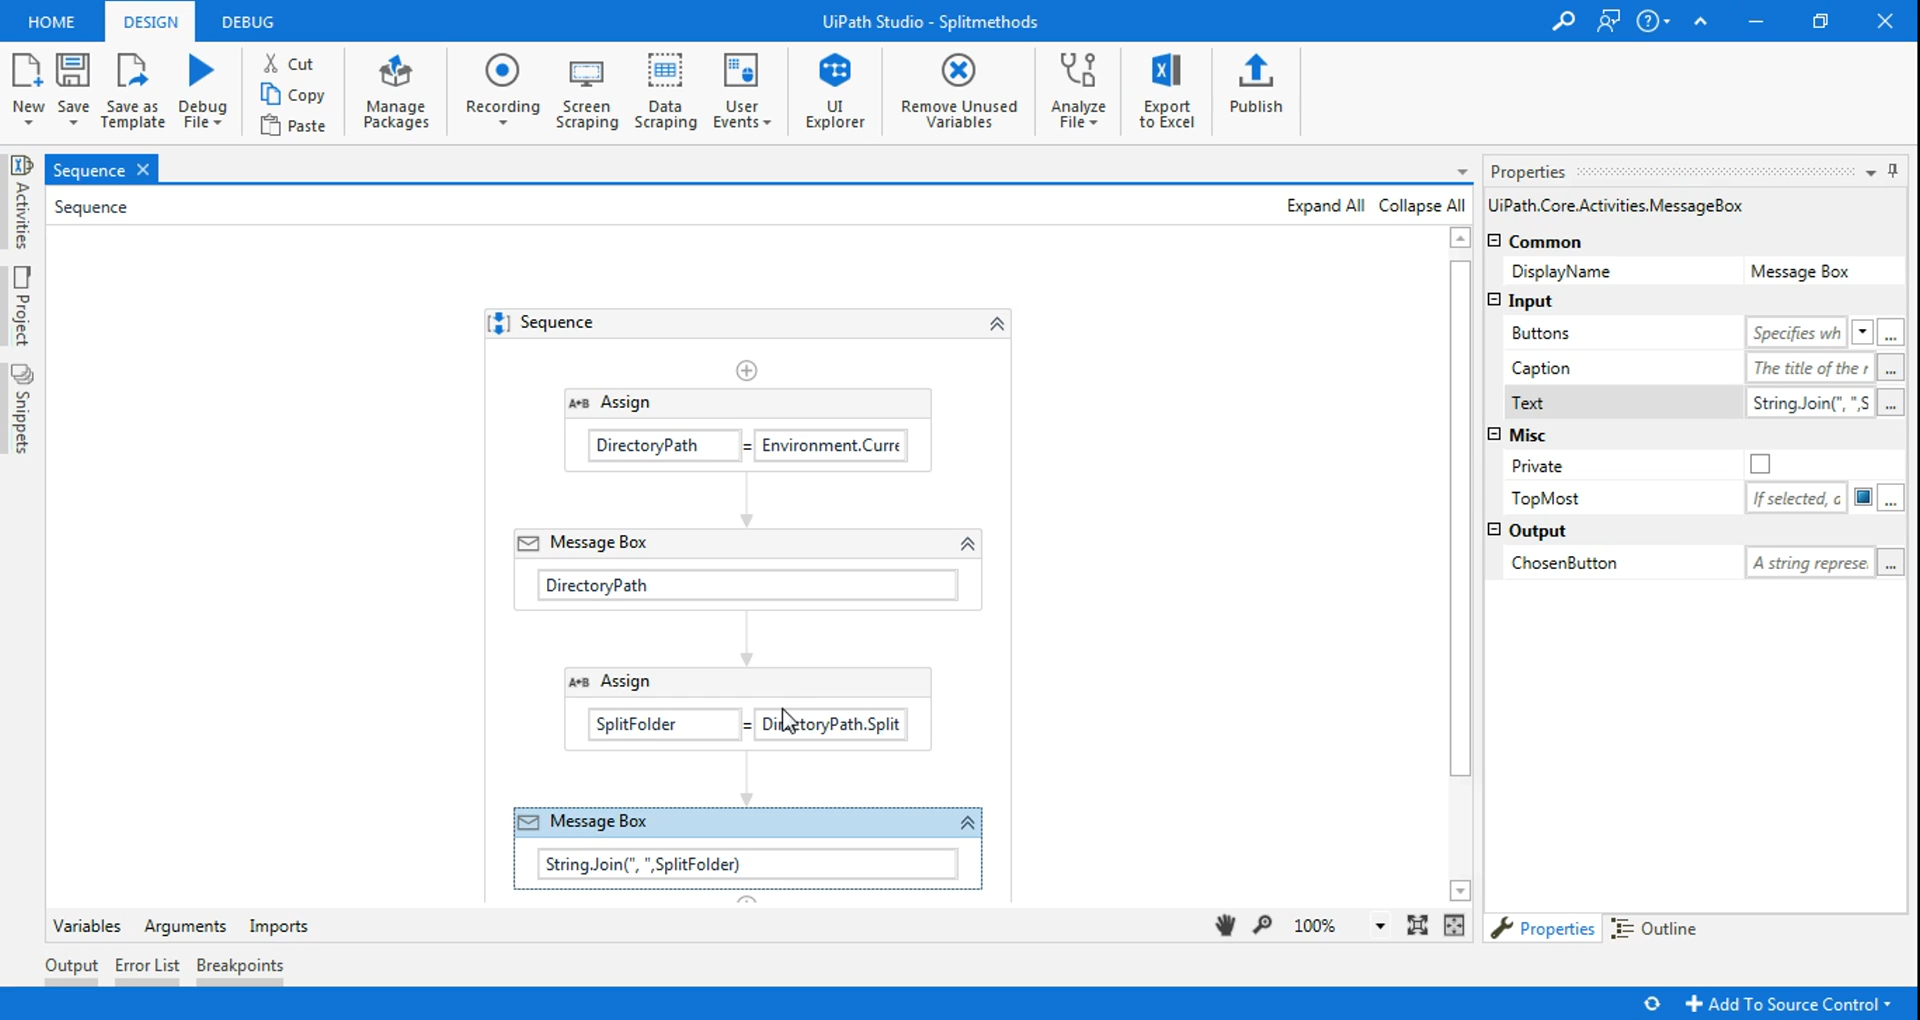 HOME DESIGN DEBUG UiPath Studio - Splitmethods
New Save Save as Template Debug File Cut Copy Paste Manage Packages Recording Screen Scraping Data Scraping User Events UI Explorer Remove Unused Variables Analyze File Export to Excel Publish
Activities
Project
Snippets
Sequence
Sequence Expand All Collapse All
Sequence
A+B Assign
DirectoryPath = Environment.Curre
Message Box
DirectoryPath
A+B Assign
SplitFolder = DirectoryPath.Split
Message Box
String.Join(", ",SplitFolder)
Variables Arguments Imports 100%
Output Error List Breakpoints
Properties
UiPath.Core.Activities.MessageBox
Common
DisplayName Message Box
Input
Buttons Specifies wh ...
Caption The title of the r ...
Text String.Join(", ",S ...
Misc
Private
TopMost If selected, a ...
Output
ChosenButton A string represe. ...
Properties Outline
Add To Source Control